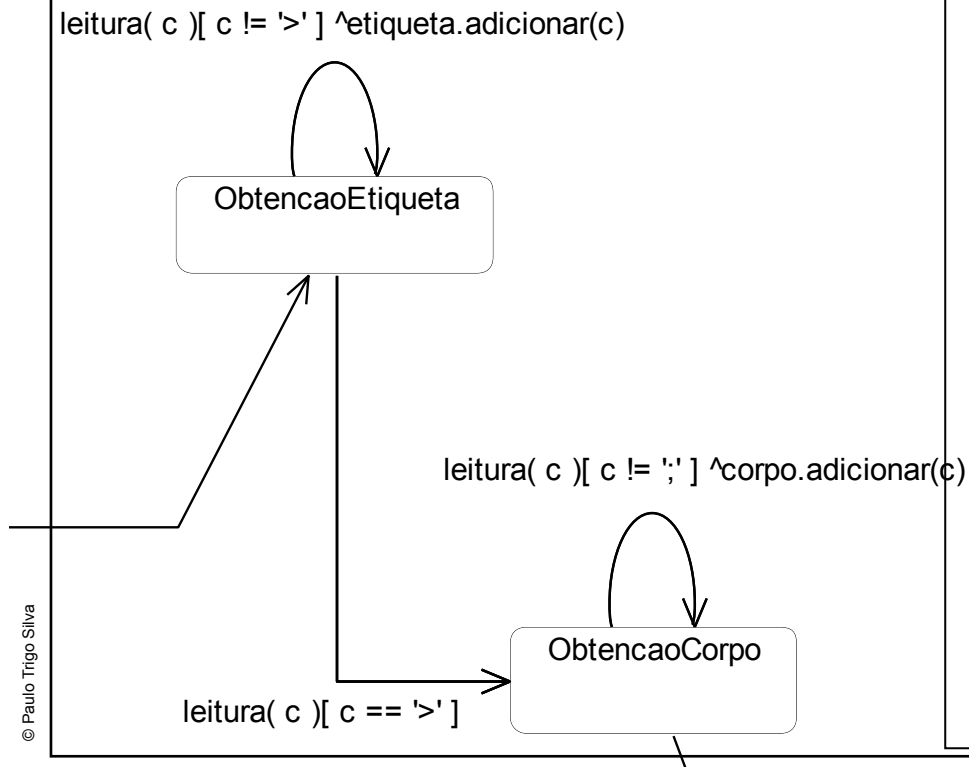 leitura( c )[ c != '>' ] ^etiqueta.adicionar(c)
ObtencaoEtiqueta
leitura( c )[ c != ';' ] ^corpo.adicionar(c)
ObtencaoCorpo
leitura( c )[ c == '>' ]
© Paulo Trigo Silva